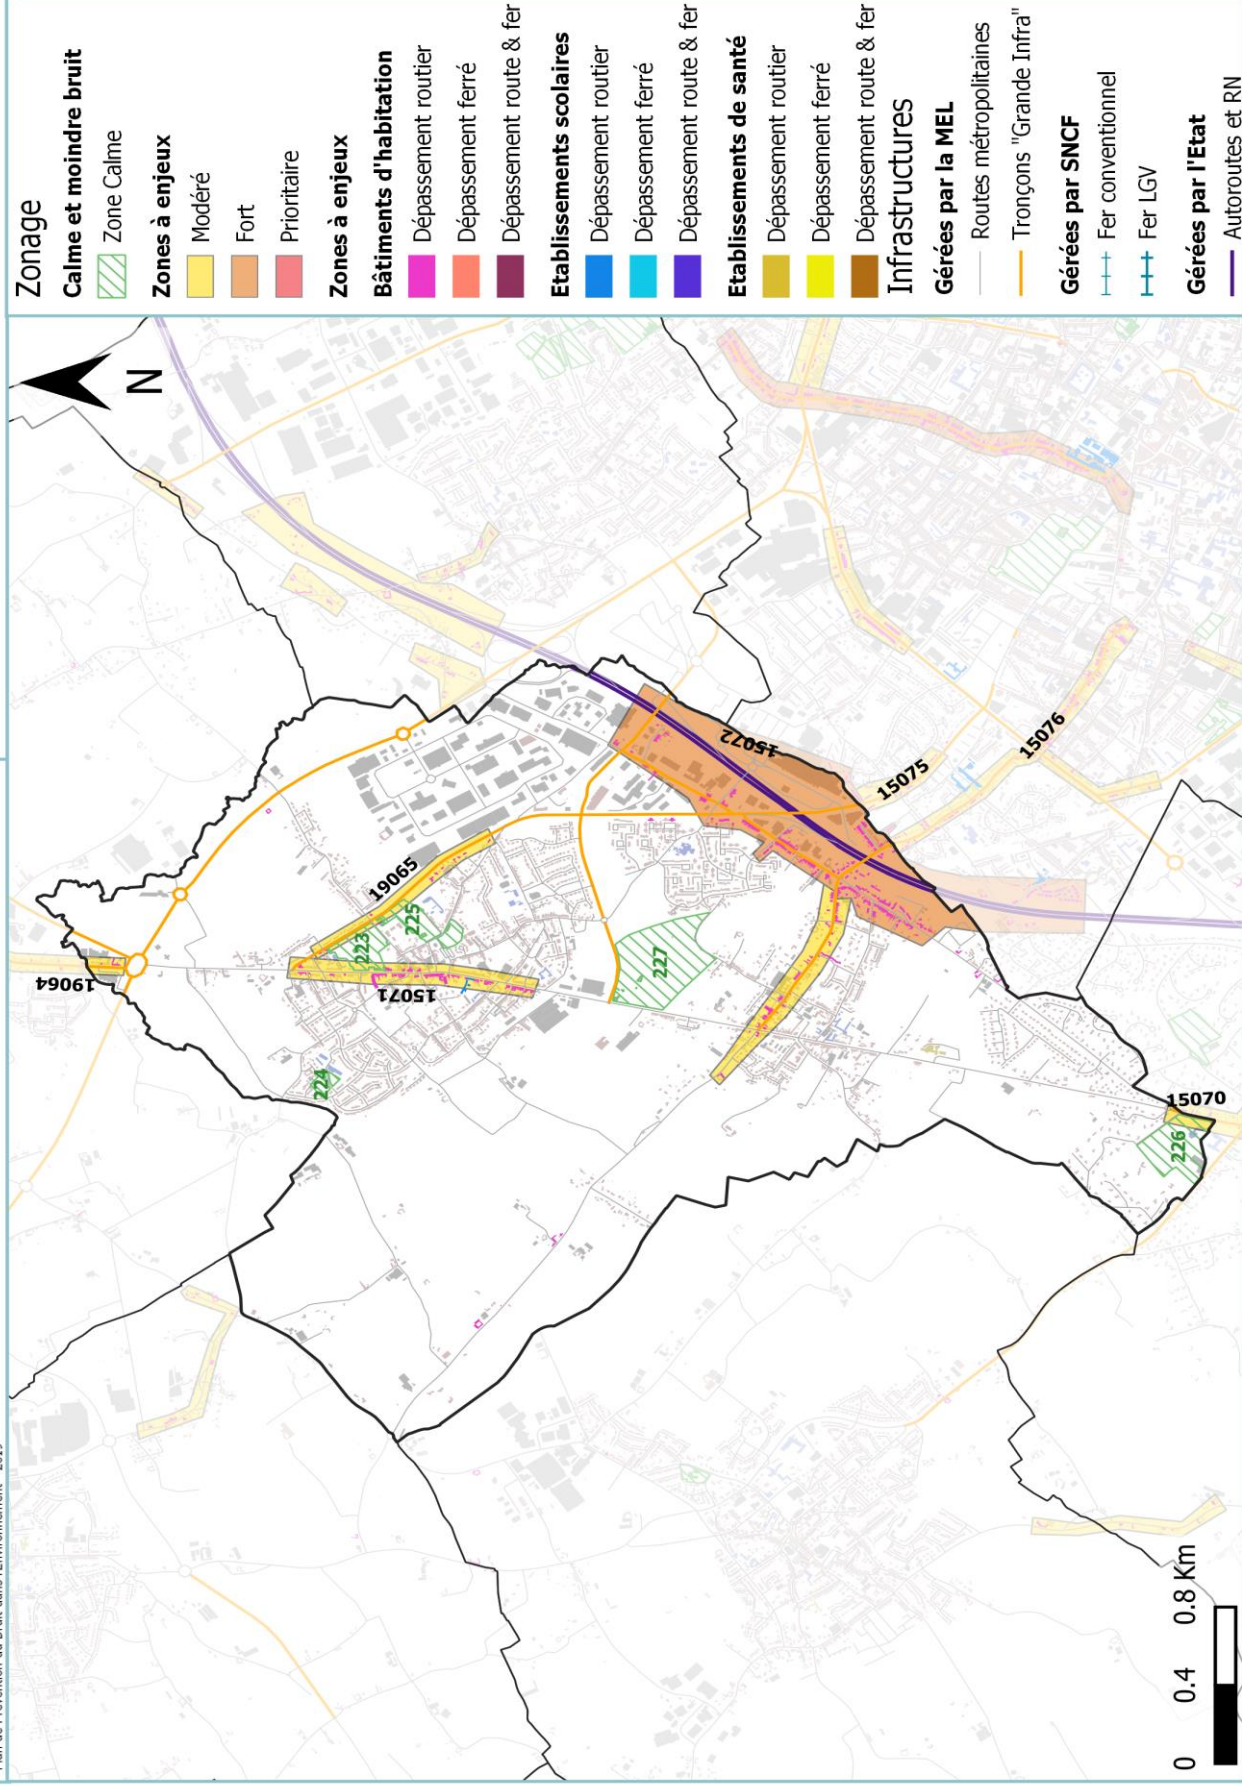 Zonage
Calme et moindre bruit
Zone Calme
Zones à enjeux
Modéré
Fort
Prioritaire
Zones à enjeux
Bâtiments d'habitation
Dépassement routier
Dépassement ferré
Dépassement route & fer
Etablissements scolaires
Dépassement routier
Dépassement ferré
Dépassement route & fer
Etablissements de santé
Dépassement routier
Dépassement ferré
Dépassement route & fer
Infrastructures
Gérées par la MEL
Routes métropolitaines
Tronçons "Grande Infra"
Gérées par SNCF
Fer conventionnel
Fer LGV
Gérées par l'Etat
Autoroutes et RN
N
19064
19065
223
225
15071
224
227
15072
15075
15076
15070
226
0 0.4 0.8 Km